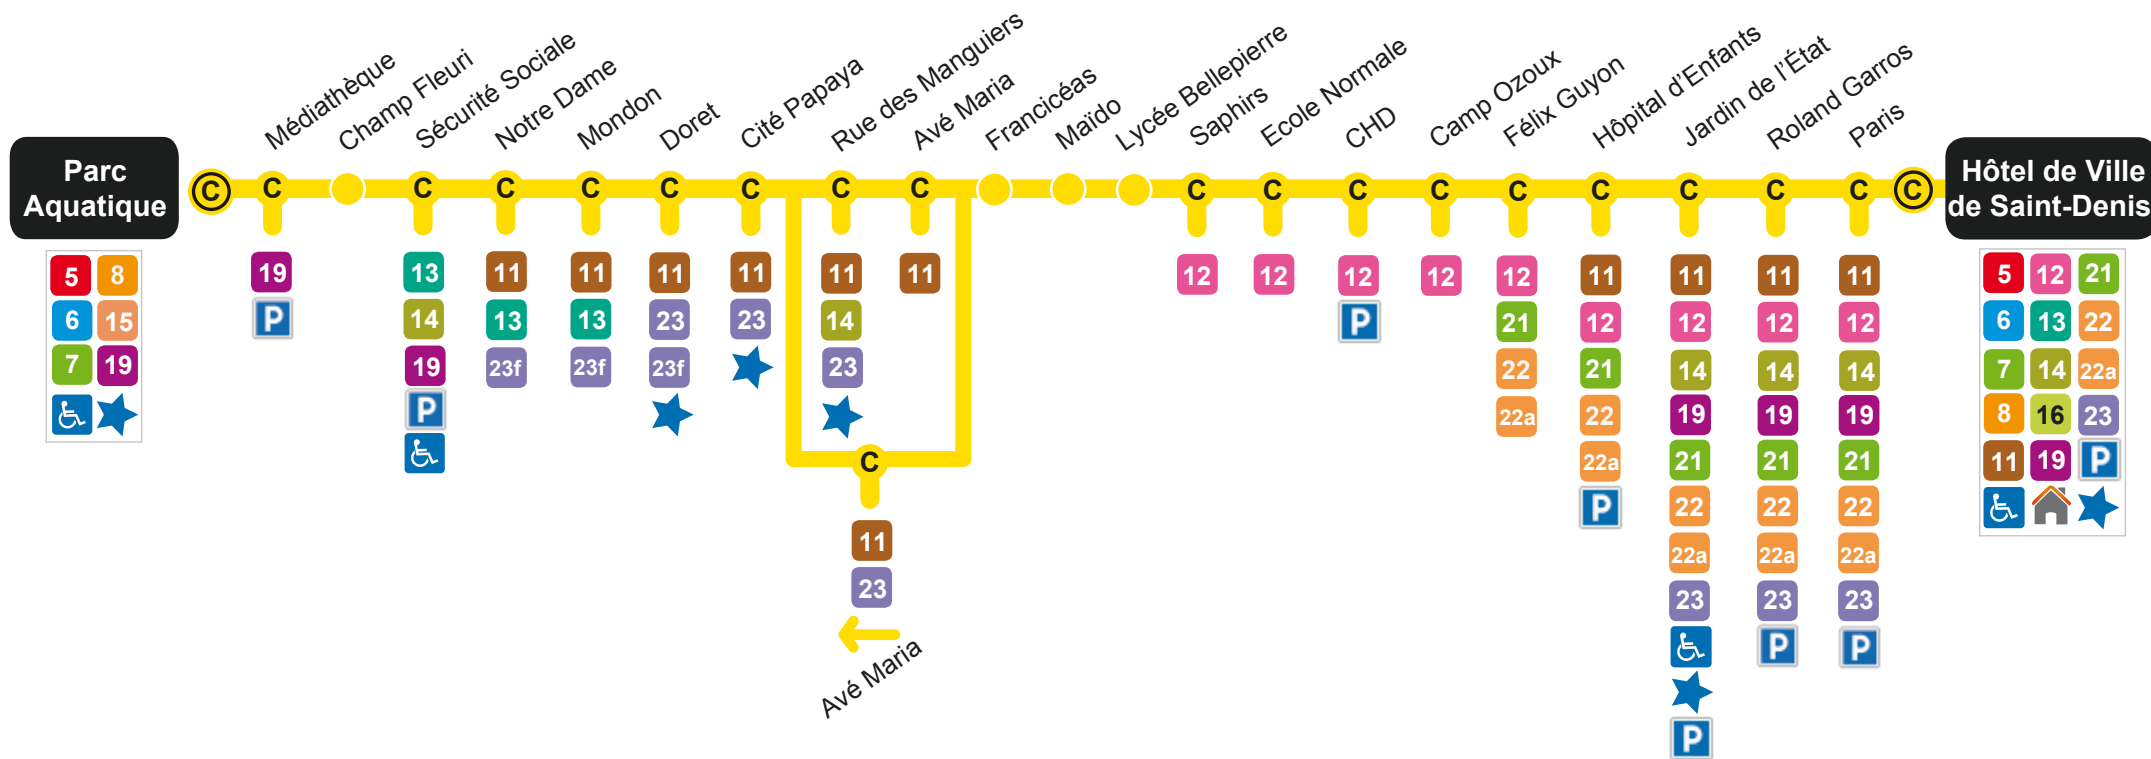 Médiathèque
Champ Fleuri
Sécurité Sociale
Notre Dame
Mondon
Doret
Cité Papaya
Rue des Manguiers
Avé Maria
Francicéas
Maïdo
Lycée Bellepierre
Saphirs
Ecole Normale
CHD
Camp Ozoux
Félix Guyon
Hôpital d'Enfants
Jardin de l'État
Roland Garros
Paris
Parc
Aquatique
C C C C C C C C C C C C C C C C C C C
Hôtel de Ville
de Saint-Denis
5 8
6 15
7 19
19
P
13
14
19
P
11
13
23f
11
13
23f
11
23
23f
11
23
11
14
23
11
C
11
23
Avé Maria
12
12
12
P
12
12
21
22
22a
11
12
21
22
22a
P
11
12
14
19
21
22
22a
23
P
11
12
14
19
21
22
22a
23
P
11
12
14
19
21
22
22a
23
P
5 12 21
6 13 22
7 14 22a
8 16 23
11 19 P